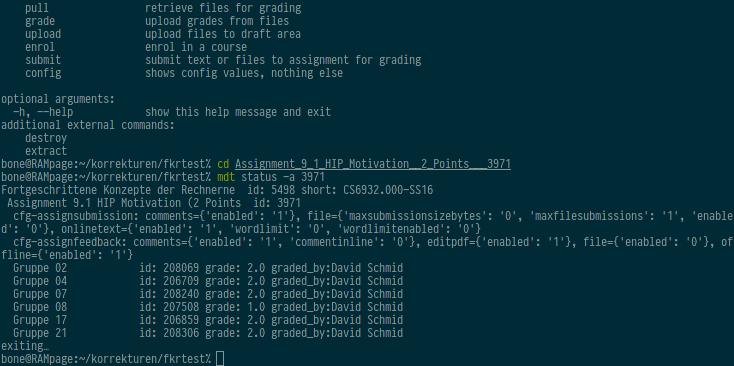 pull                retrieve files for grading
grade               upload grades from files
upload              upload files to draft area
enrol               enrol in a course
submit              submit text or files to assignment for grading
config              shows config values, nothing else
optional arguments:
-h, --help            show this help message and exit
additional external commands:
destroy
extract
bone@RAMpage:~/korrekturen/fkrtest% cd Assignment_9_1_HIP_Motivation__2_Points___3971
bone@RAMpage:~/korrekturen/fkrtest% mdt status -a 3971
Fortgeschrittene Konzepte der Rechnerne  id: 5498 short: CS6932.000-SS16
Assignment 9.1 HIP Motivation (2 Points  id: 3971
cfg-assignsubmission: comments={'enabled': '1'}, file={'maxsubmissionsizebytes': '0', 'maxfilesubmissions': '1', 'enable
d': '0'}, onlinetext={'enabled': '1', 'wordlimit': '0', 'wordlimitenabled': '0'}
cfg-assignfeedback: comments={'enabled': '1', 'commentinline': '0'}, editpdf={'enabled': '1'}, file={'enabled': '0'}, of
fline={'enabled': '1'}
Gruppe 02            id: 208069 grade: 2.0 graded_by:David Schmid
Gruppe 04            id: 206709 grade: 2.0 graded_by:David Schmid
Gruppe 07            id: 208240 grade: 2.0 graded_by:David Schmid
Gruppe 08            id: 207508 grade: 1.0 graded_by:David Schmid
Gruppe 17            id: 206859 grade: 2.0 graded_by:David Schmid
Gruppe 21            id: 208306 grade: 2.0 graded_by:David Schmid
exiting…
bone@RAMpage:~/korrekturen/fkrtest%